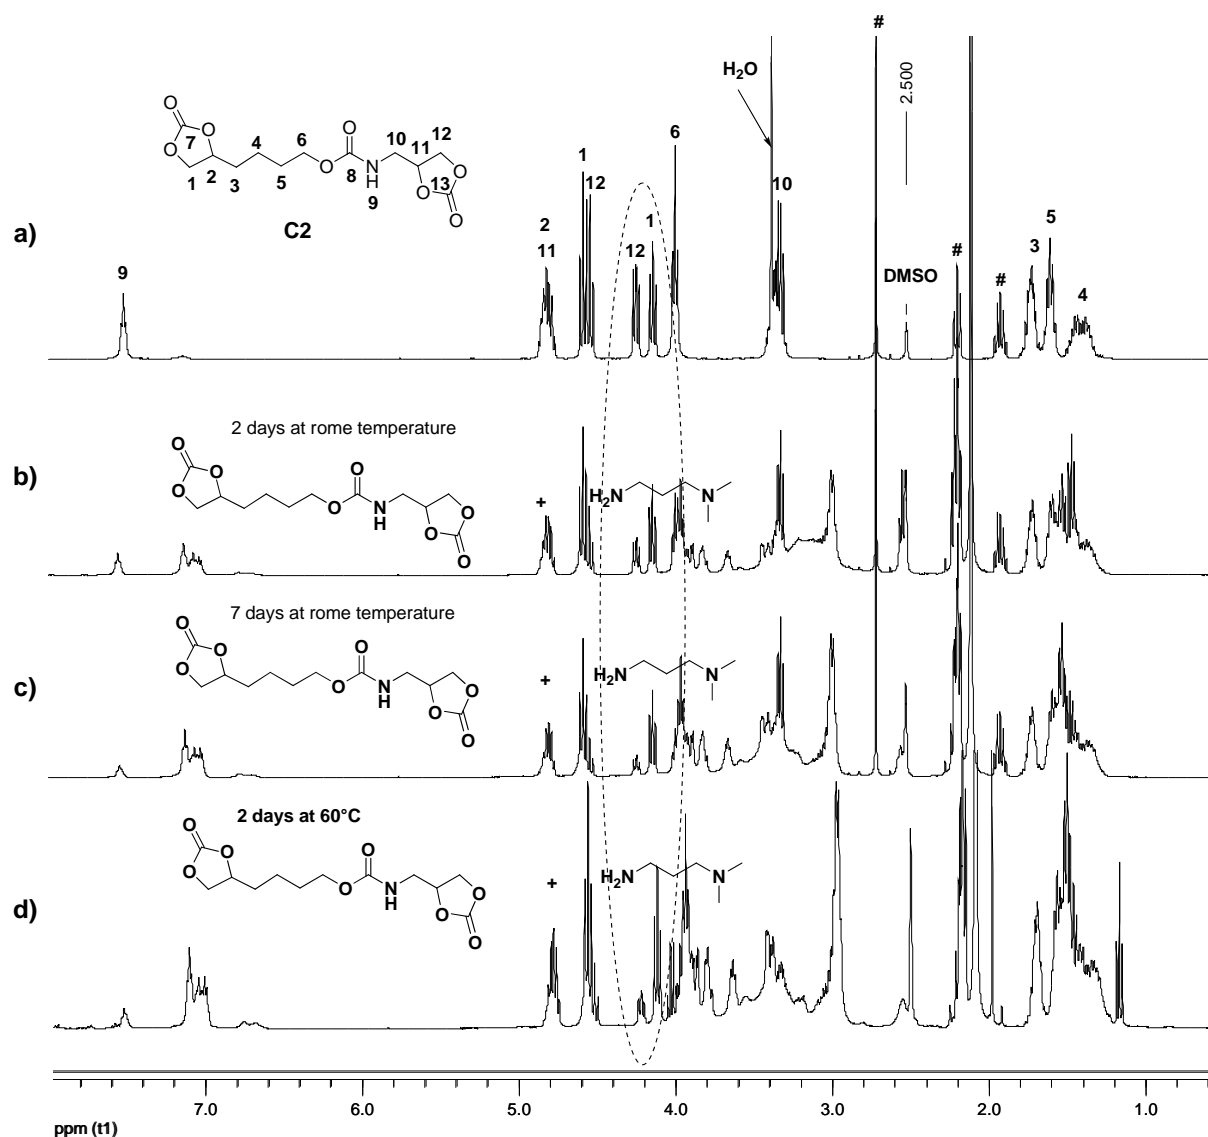 #
H₂O
2.500
O
O
7
O
1
2
3
4
5
6
O
O
8
N
H
9
10
11
12
O
O
13
O
C2
a)
9
2
11
1
12
12
1
6
10
#
DMSO
#
3
5
4
2 days at rome temperature
b)
O
O
O
O
O
N
H
O
O
O
+
H₂N
N
7 days at rome temperature
c)
O
O
O
O
O
N
H
O
O
O
+
H₂N
N
2 days at 60°C
d)
O
O
O
O
O
N
H
O
O
O
+
H₂N
N
7.0 6.0 5.0 4.0 3.0 2.0 1.0
ppm (t1)